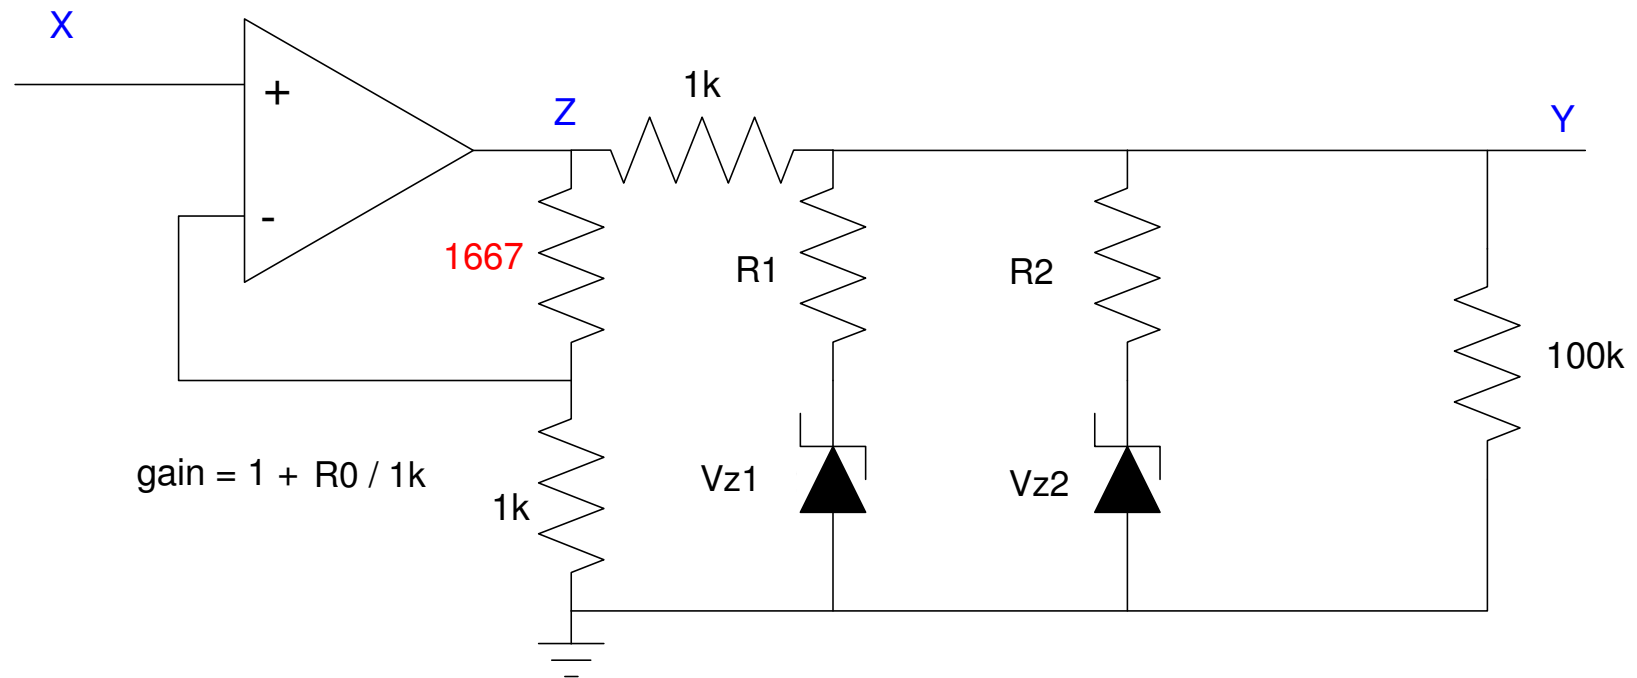 X
+
-
Z
1k
Y
1667
R1
R2
100k
gain = 1 + R0 / 1k
1k
Vz1
Vz2